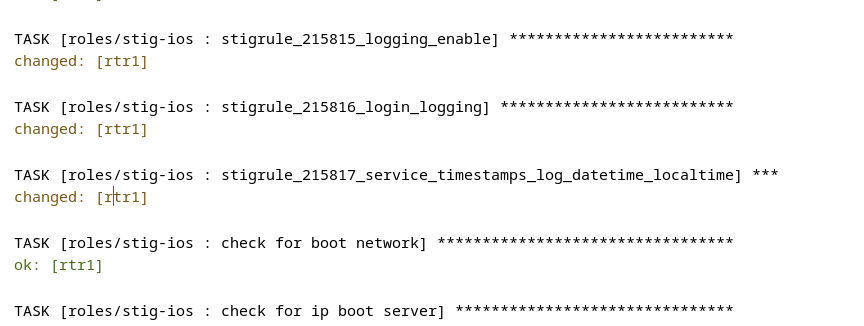 TASK [roles/stig-ios : stigrule_215815_logging_enable] *************************
changed: [rtr1]
TASK [roles/stig-ios : stigrule_215816_login_logging] **************************
changed: [rtr1]
TASK [roles/stig-ios : stigrule_215817_service_timestamps_log_datetime_localtime] ***
changed: [rtr1]
TASK [roles/stig-ios : check for boot network] *********************************
ok: [rtr1]
TASK [roles/stig-ios : check for ip boot server] *******************************